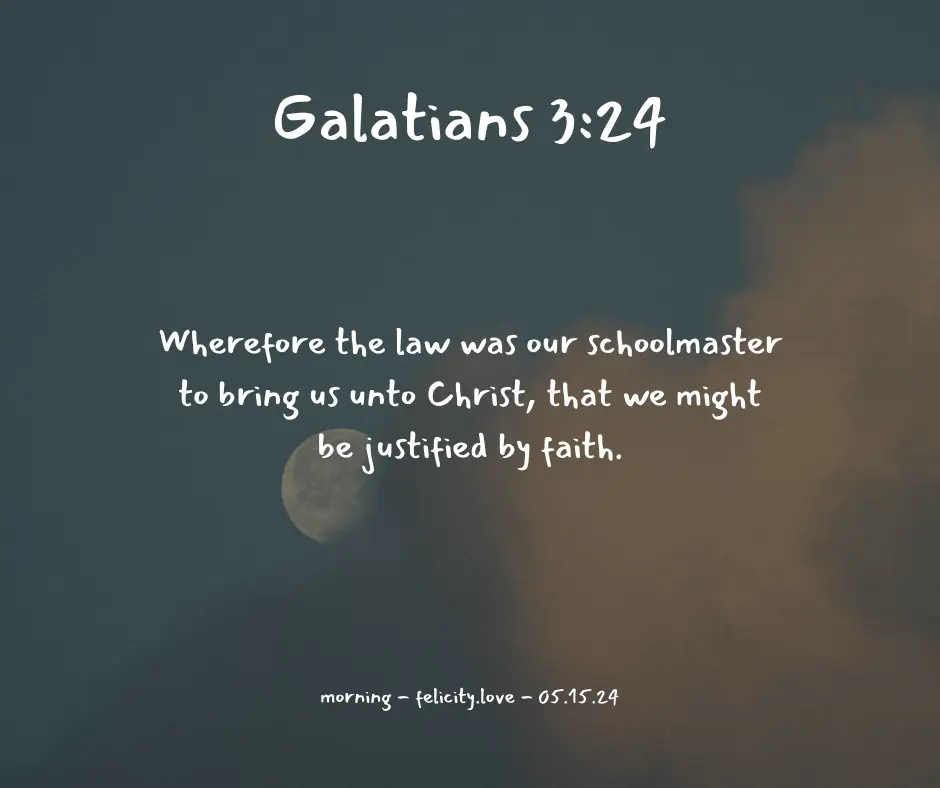 Galatians 3:24
Wherefore the law was our schoolmaster
to bring us unto Christ, that we might
be justified by faith.
morning - felicity.love - 05.15.24